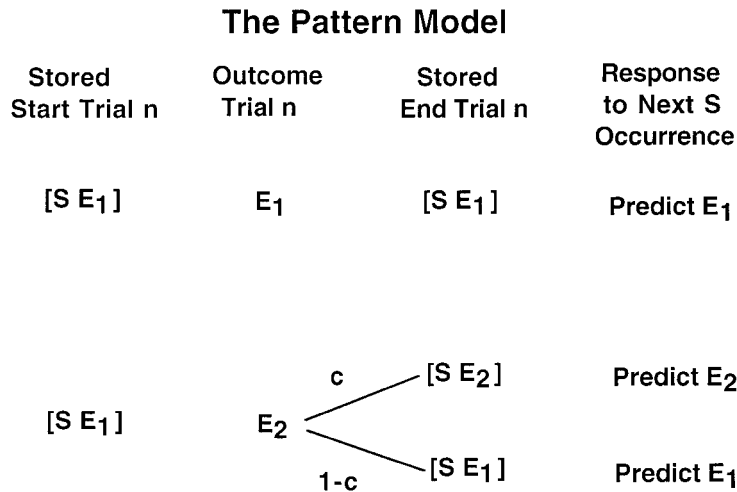 The Pattern Model
Stored
Start Trial n
Outcome
Trial n
Stored
End Trial n
Response
to Next S
Occurrence
[S E1]
E1
[S E1]
Predict E1
[S E1]
E2
c
1-c
[S E2]
Predict E2
[S E1]
Predict E1